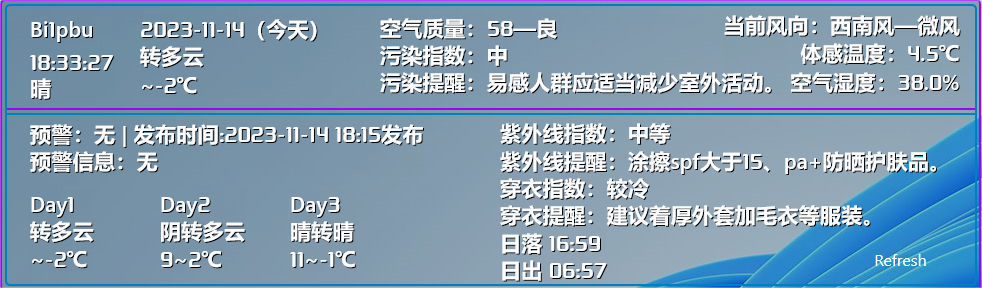 Bi1pbu
18:33:27
晴
2023-11-14（今天）
转多云
~-2℃
空气质量：58—良
污染指数：中
污染提醒：易感人群应适当减少室外活动。
当前风向：西南风—微风
体感温度：4.5℃
空气湿度：38.0%
预警：无 | 发布时间:2023-11-14 18:15发布
预警信息：无
Day1
转多云
~-2℃
Day2
阴转多云
9~2℃
Day3
晴转晴
11~-1℃
紫外线指数：中等
紫外线提醒：涂擦spf大于15、pa+防晒护肤品。
穿衣指数：较冷
穿衣提醒：建议着厚外套加毛衣等服装。
日落 16:59
日出 06:57
Refresh